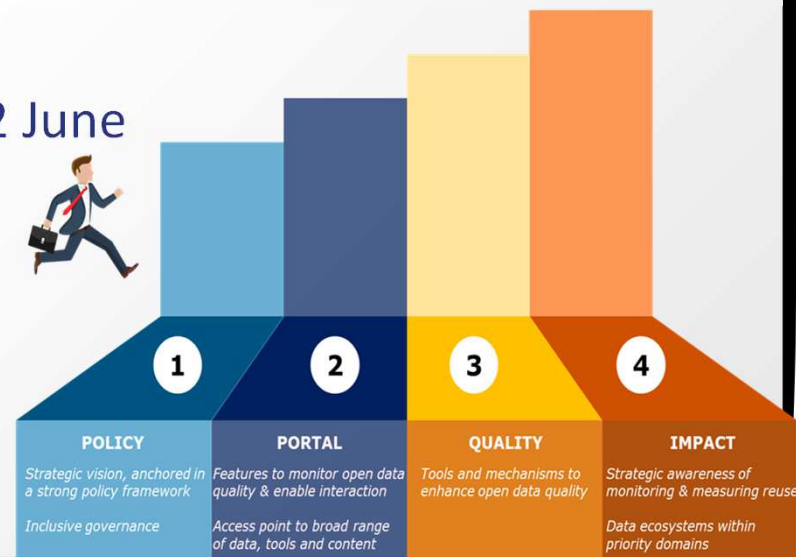 2 June
1
2
3
4
POLICY
Strategic vision, anchored in
a strong policy framework
Inclusive governance
PORTAL
Features to monitor open data
quality & enable interaction
Access point to broad range
of data, tools and content
QUALITY
Tools and mechanisms to
enhance open data quality
IMPACT
Strategic awareness of
monitoring & measuring reuse
Data ecosystems within
priority domains